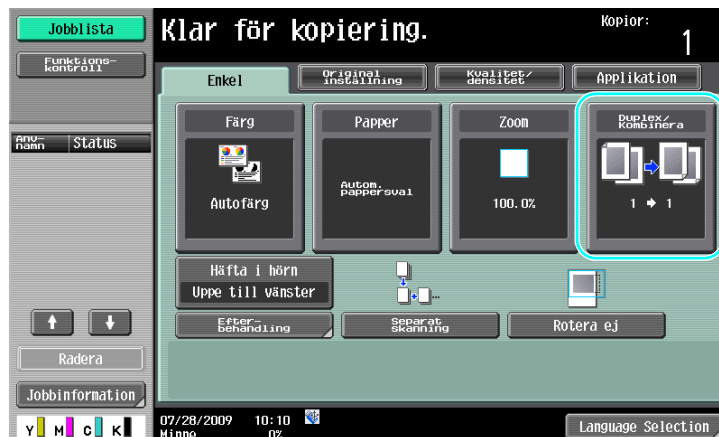 Jobblista
Funktions-
kontroll
Klar för kopiering.
Kopior:
1
Enkel
Original
inställning
Kvalitet/
densitet
Applikation
Färg
Autofärg
Papper
Autom.
pappersval
Zoom
100.0%
Duplex/
Kombinera
1 → 1
Anv-
namn
Status
Häfta i hörn
Uppe till vänster
Efter-
behandling
Separat
skanning
Rotera ej
Radera
Jobbinformation
Y M C K
07/28/2009 10:10
Minne 0%
Language Selection